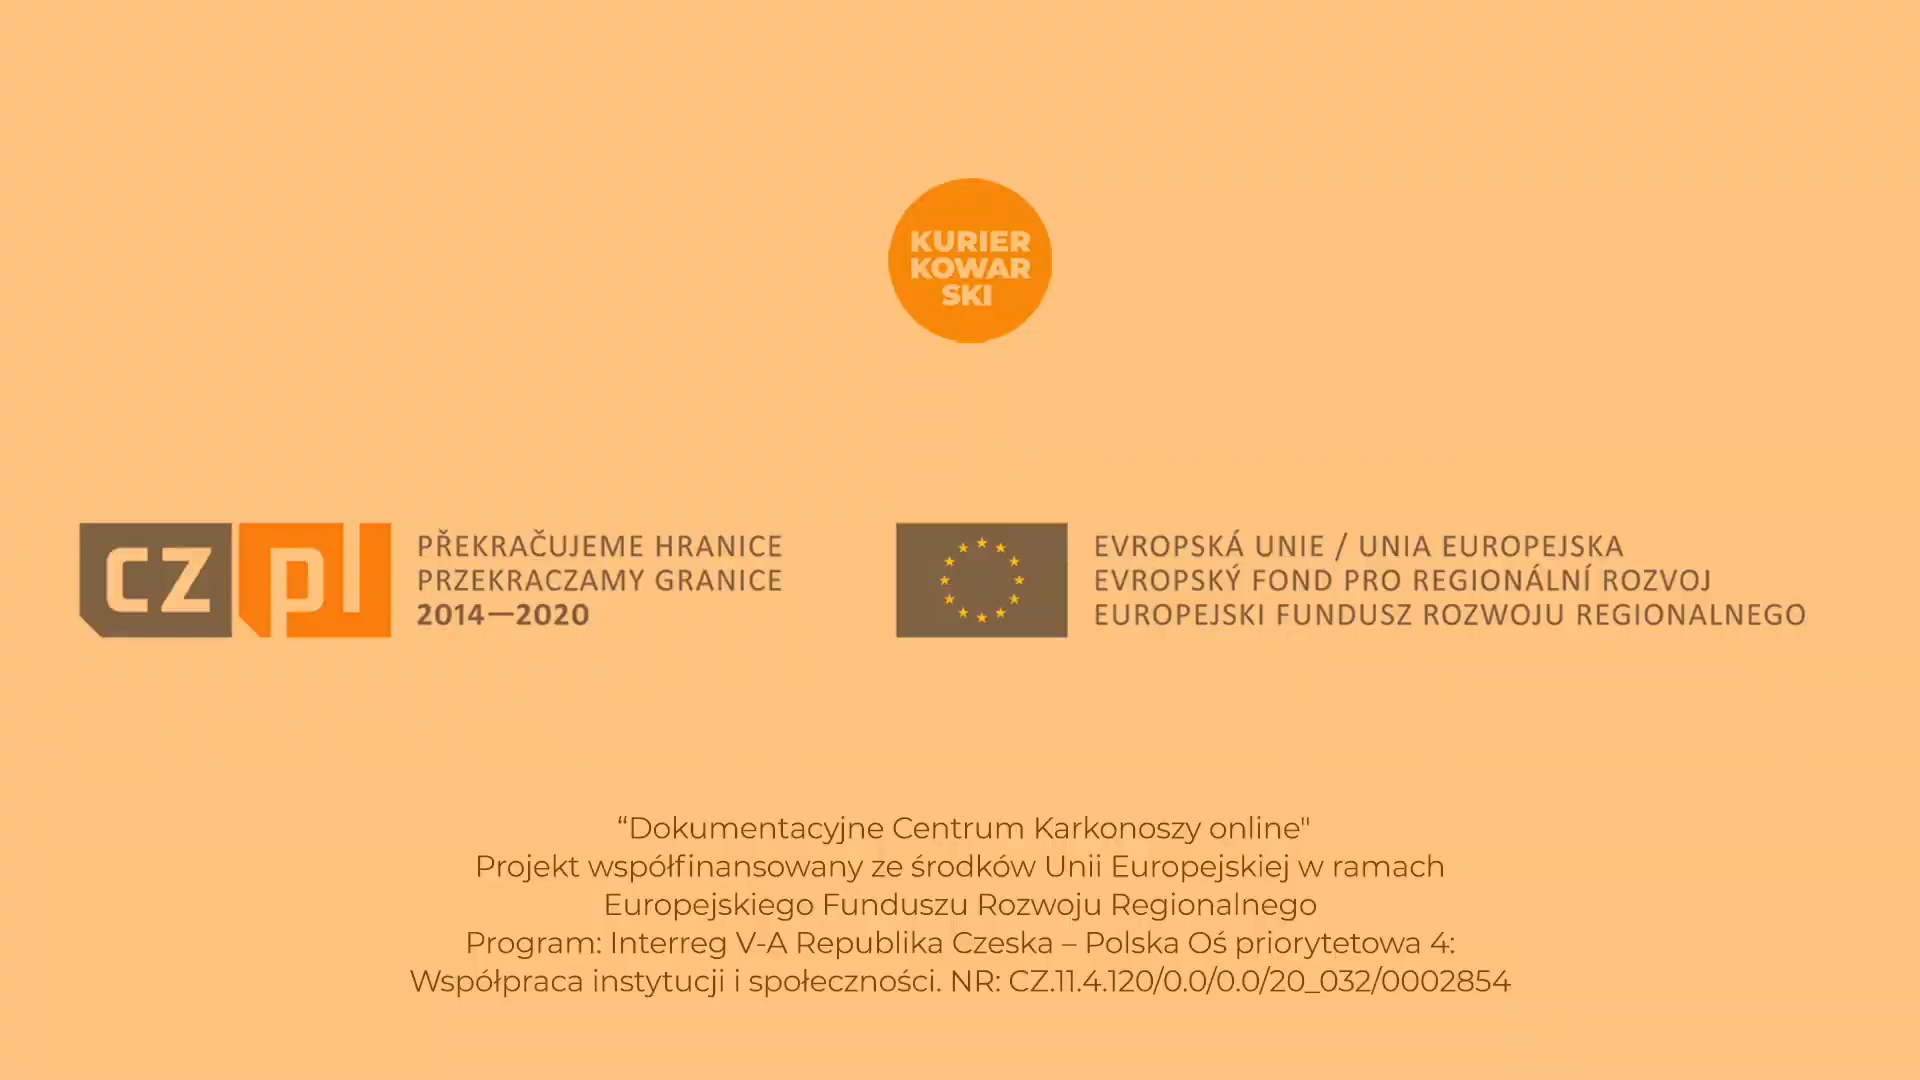 KURIER
KOWAR
SKI
cz pl
PŘEKRAČUJEME HRANICE
PRZEKRACZAMY GRANICE
2014—2020
EVROPSKÁ UNIE / UNIA EUROPEJSKA
EVROPSKÝ FOND PRO REGIONÁLNÍ ROZVOJ
EUROPEJSKI FUNDUSZ ROZWOJU REGIONALNEGO
“Dokumentacyjne Centrum Karkonoszy online"
Projekt współfinansowany ze środków Unii Europejskiej w ramach
Europejskiego Funduszu Rozwoju Regionalnego
Program: Interreg V-A Republika Czeska – Polska Oś priorytetowa 4:
Współpraca instytucji i społeczności. NR: CZ.11.4.120/0.0/0.0/20_032/0002854